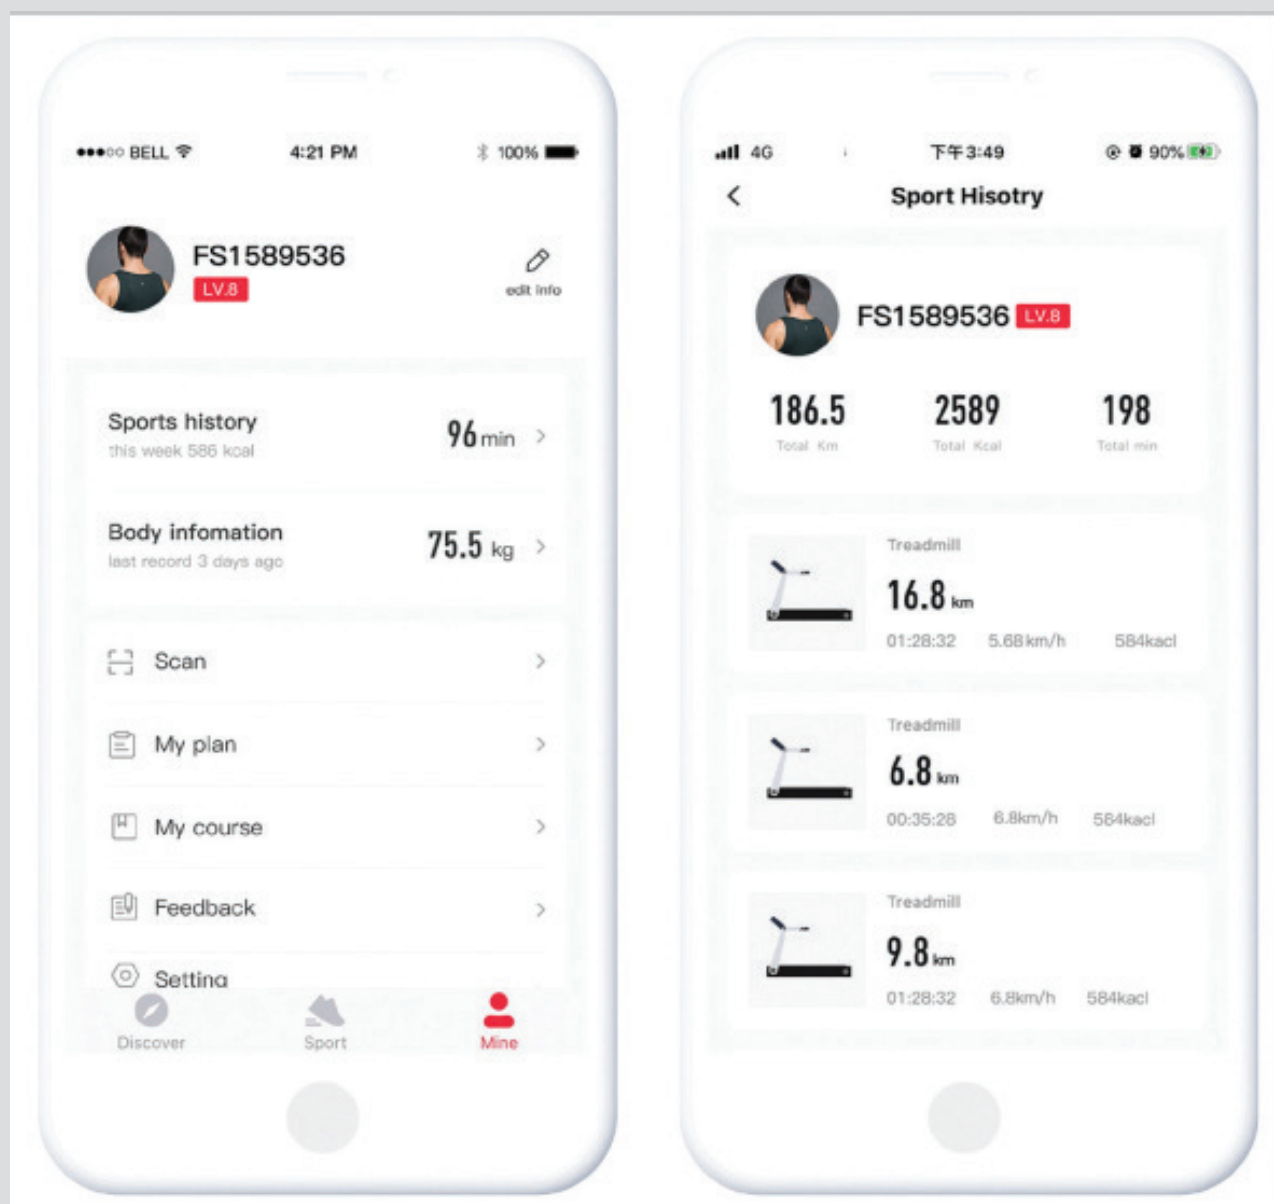 BELL 4:21 PM 100%
FS1589536
LV.8
edit info
Sports history
this week 586 kcal
96 min
Body infomation
last record 3 days ago
75.5 kg
Scan
My plan
My course
Feedback
Setting
Discover Sport Mine
4G 下午3:49 90%
Sport Hisotry
FS1589536 LV.8
186.5 2589 198
Total Km Total Kcal Total min
Treadmill
16.8 km
01:28:32 5.68km/h 584kacl
Treadmill
6.8 km
00:35:28 6.8km/h 584kacl
Treadmill
9.8 km
01:28:32 6.8km/h 584kacl